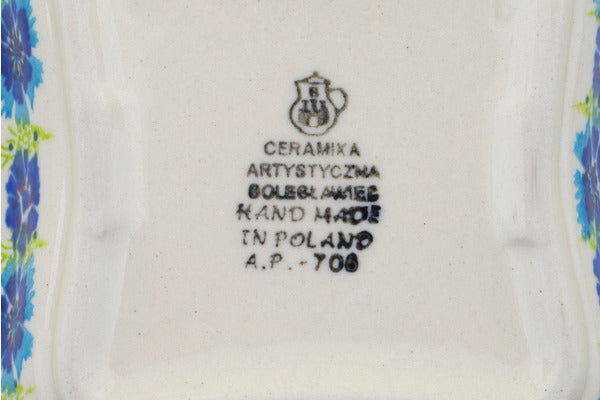 B
CERAMIKA
ARTYSTYCZNA
BOLESŁAWIEC
HAND MADE
IN POLAND
A.P.-706